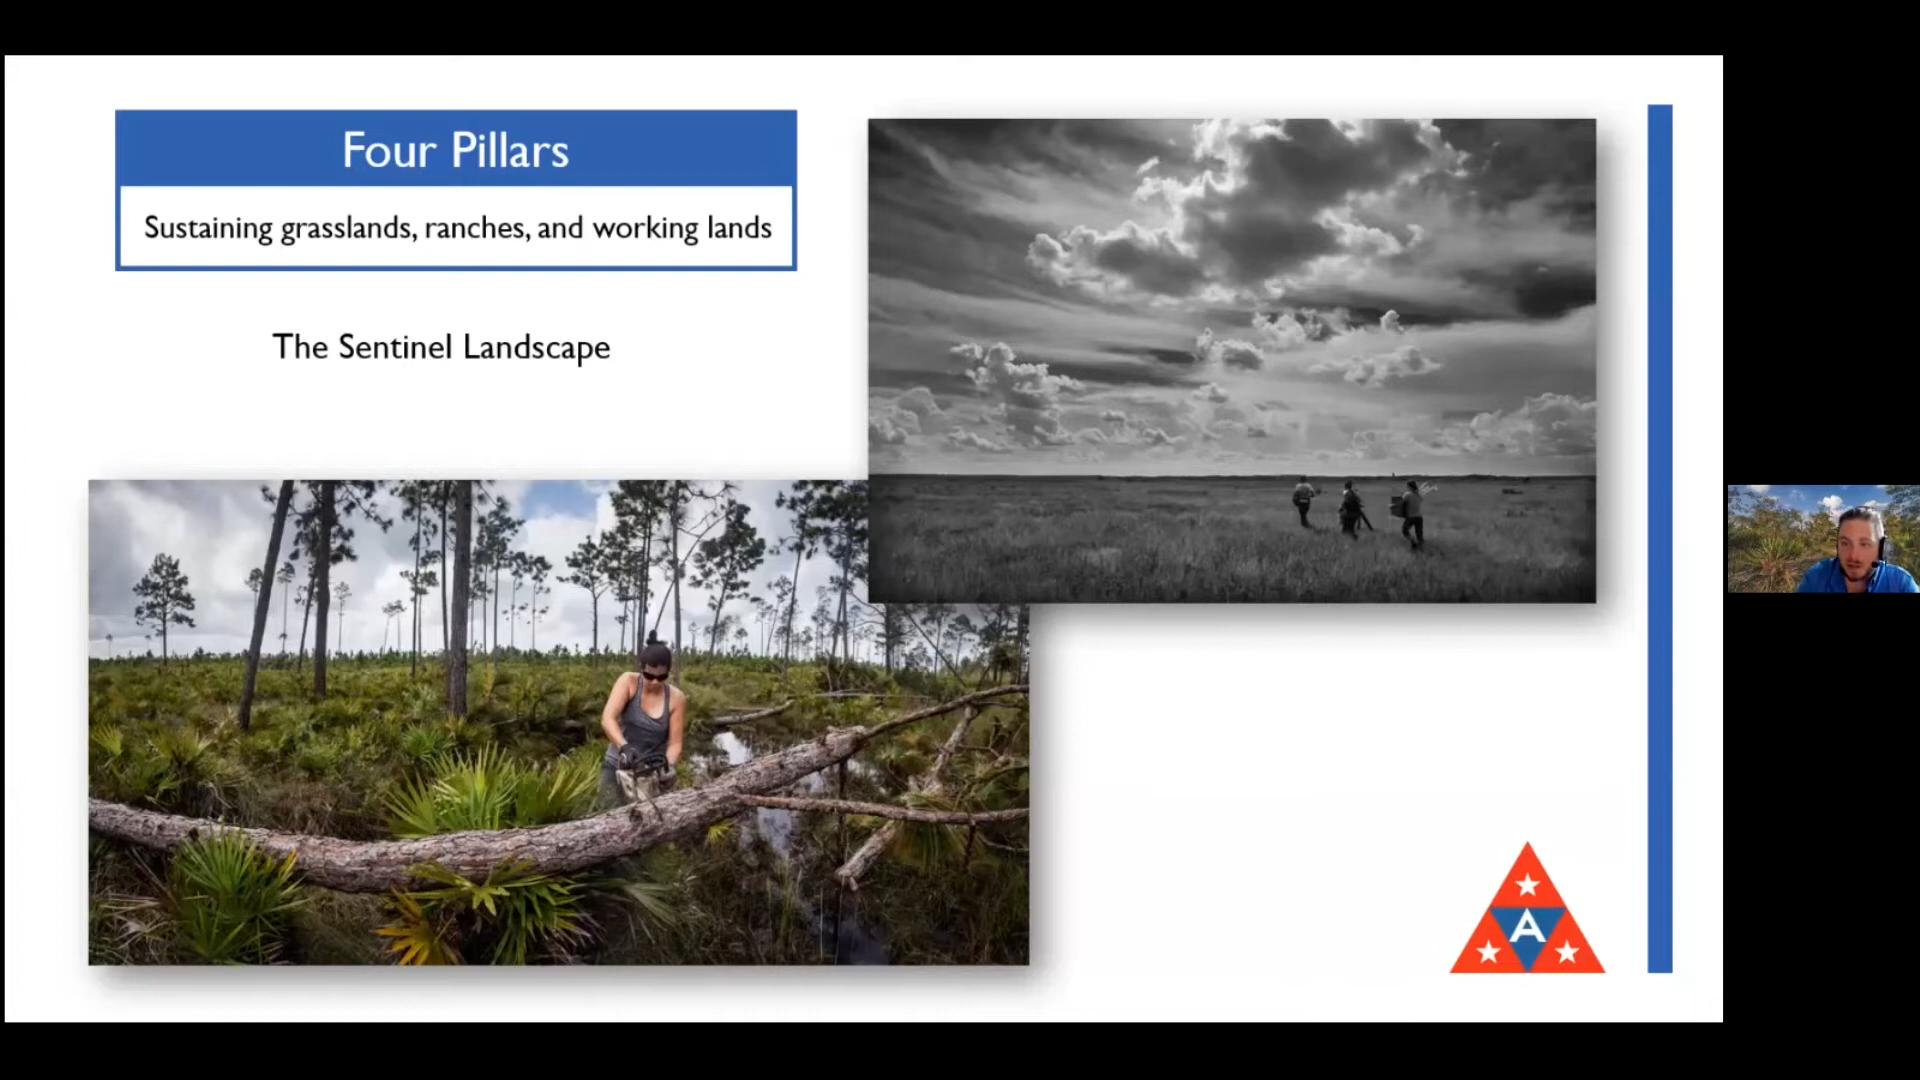 Four Pillars
Sustaining grasslands, ranches, and working lands
The Sentinel Landscape
A